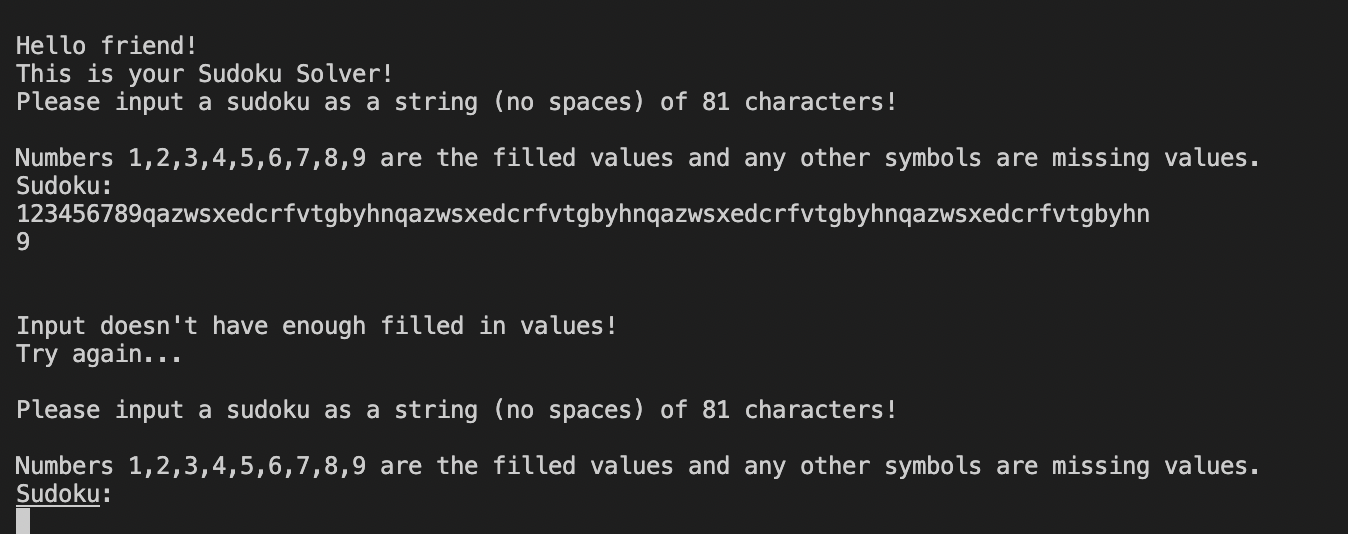 Hello friend!
This is your Sudoku Solver!
Please input a sudoku as a string (no spaces) of 81 characters!
Numbers 1,2,3,4,5,6,7,8,9 are the filled values and any other symbols are missing values.
Sudoku:
123456789qazwsxedcrfvtgbyhnqazwsxedcrfvtgbyhnqazwsxedcrfvtgbyhnqazwsxedcrfvtgbyhn
9
Input doesn't have enough filled in values!
Try again...
Please input a sudoku as a string (no spaces) of 81 characters!
Numbers 1,2,3,4,5,6,7,8,9 are the filled values and any other symbols are missing values.
Sudoku: